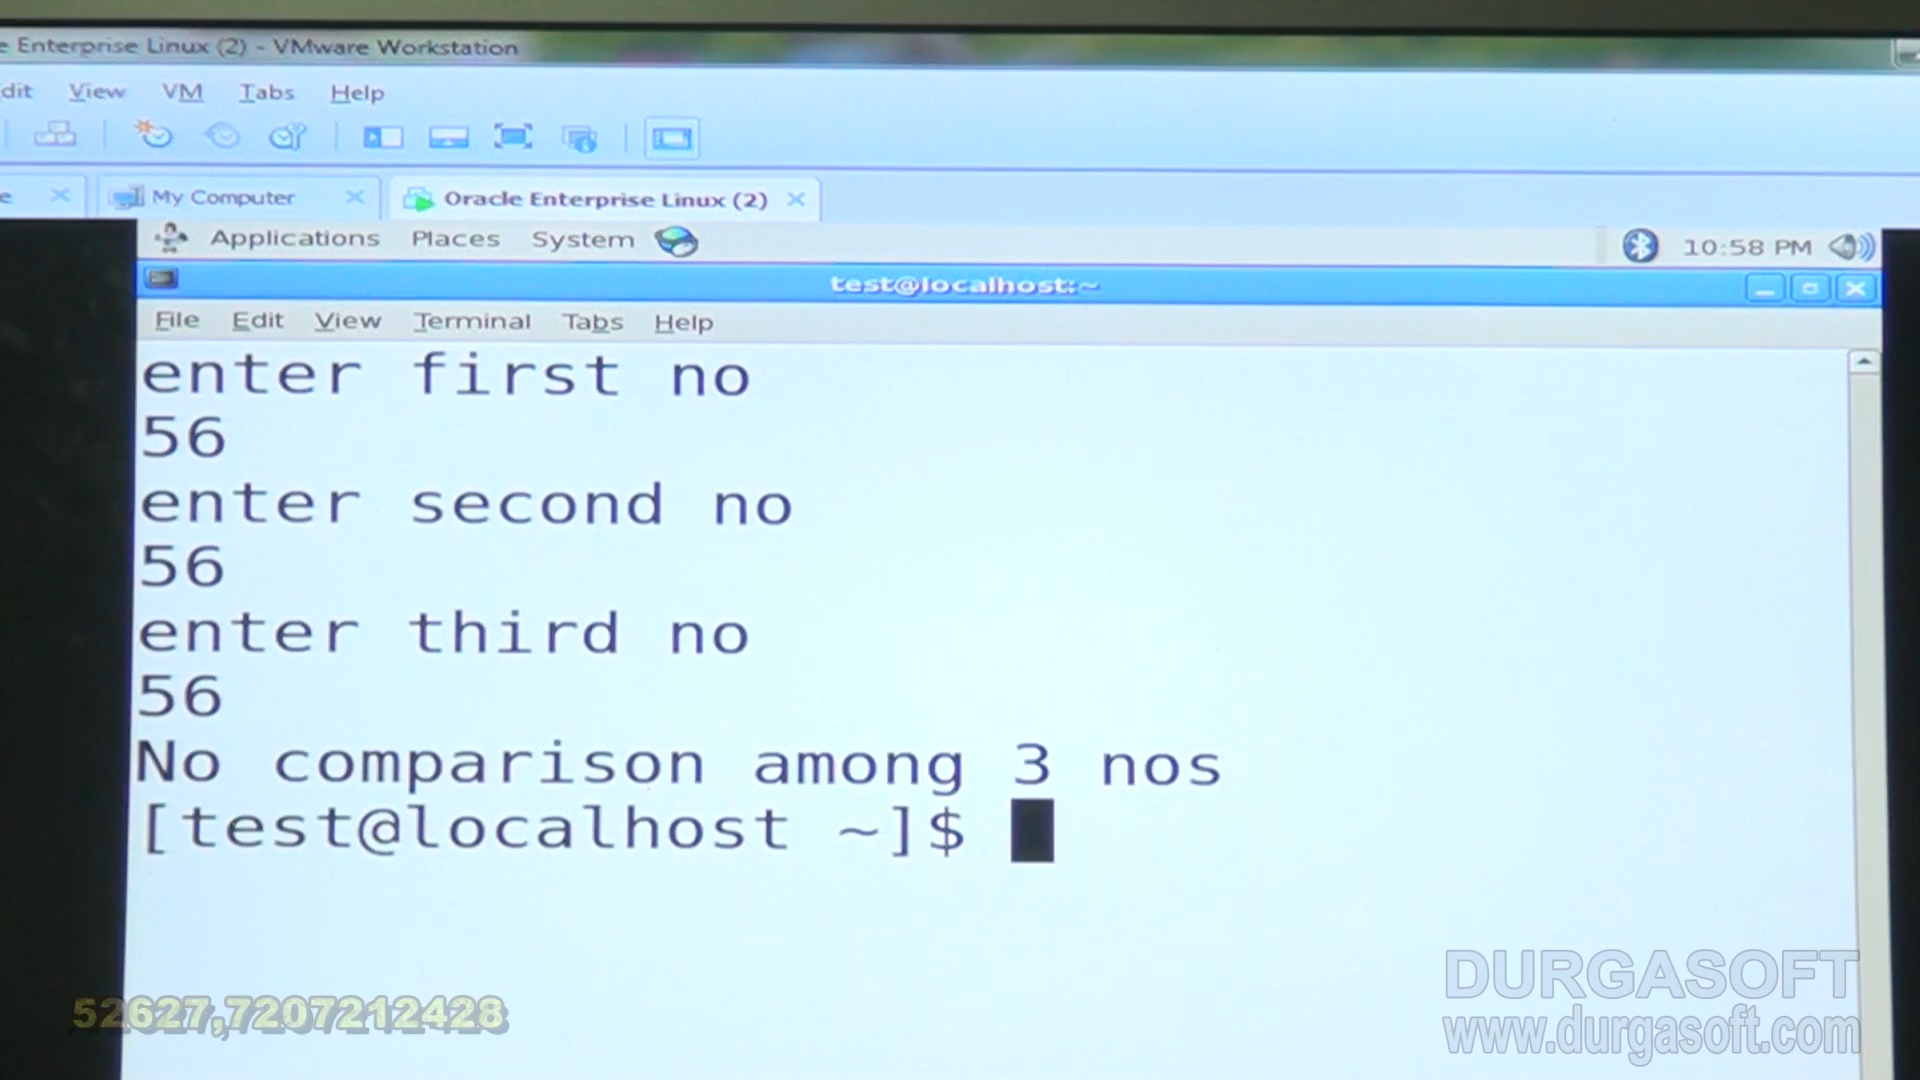 e Enterprise Linux (2) - VMware Workstation
dit View VM Tabs Help
e My Computer Oracle Enterprise Linux (2)
Applications Places System 10:58 PM
test@localhost:~
File Edit View Terminal Tabs Help
enter first no
56
enter second no
56
enter third no
56
No comparison among 3 nos
[test@localhost ~]$
DURGASOFT
52627,7207212428
www.durgasoft.com